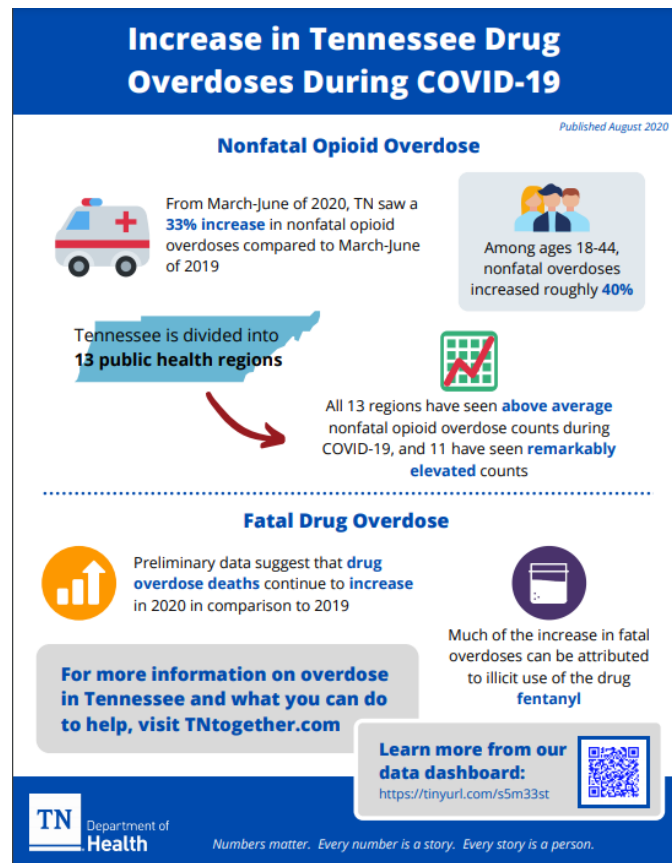 Increase in Tennessee Drug
Overdoses During COVID-19
Published August 2020
Nonfatal Opioid Overdose
From March-June of 2020, TN saw a
33% increase in nonfatal opioid
overdoses compared to March-June
of 2019
Among ages 18-44,
nonfatal overdoses
increased roughly 40%
Tennessee is divided into
13 public health regions
All 13 regions have seen above average
nonfatal opioid overdose counts during
COVID-19, and 11 have seen remarkably
elevated counts
Fatal Drug Overdose
Preliminary data suggest that drug
overdose deaths continue to increase
in 2020 in comparison to 2019
Much of the increase in fatal
overdoses can be attributed
to illicit use of the drug
fentanyl
For more information on overdose
in Tennessee and what you can do
to help, visit TNtogether.com
Learn more from our
data dashboard:
https://tinyurl.com/s5m33st
TN
Department of
Health
Numbers matter. Every number is a story. Every story is a person.